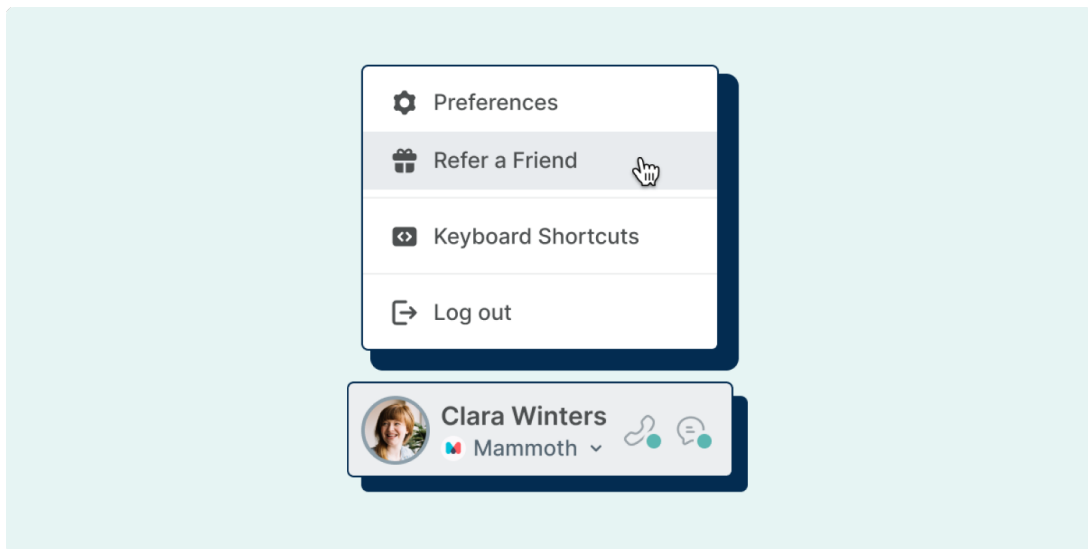 Preferences
Refer a Friend
Keyboard Shortcuts
Log out
Clara Winters
Mammoth